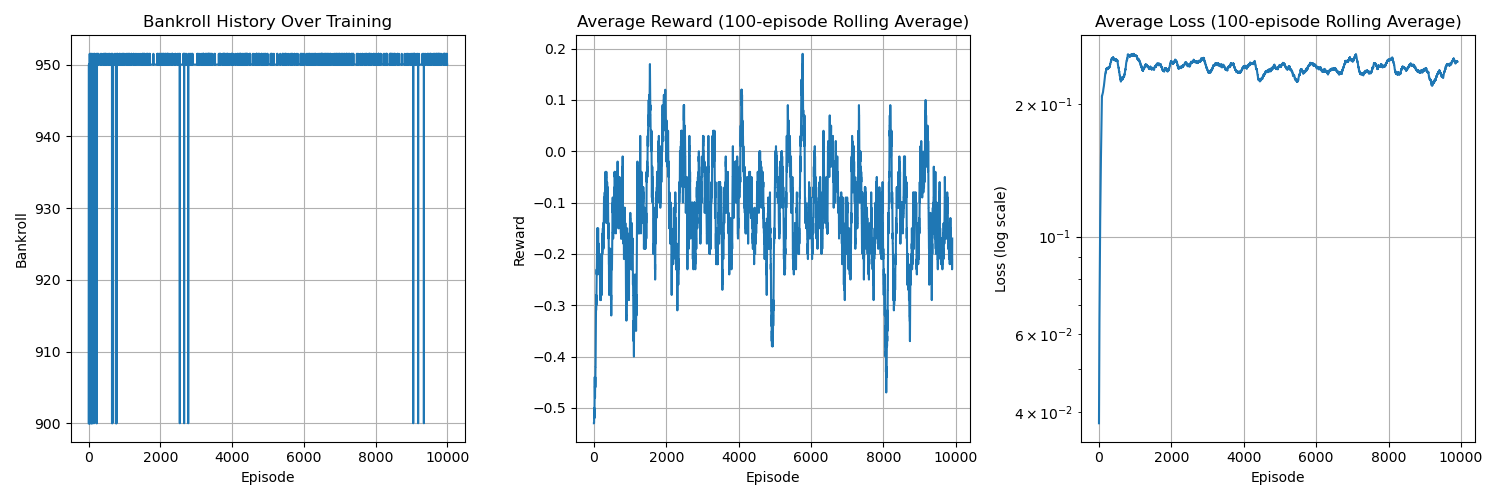 Bankroll History Over Training
950
940
930
920
910
900
0
2000
4000
6000
8000
10000
Bankroll
Episode
Average Reward (100-episode Rolling Average)
0.2
0.1
0.0
−0.1
−0.2
−0.3
−0.4
−0.5
0
2000
4000
6000
8000
10000
Reward
Episode
Average Loss (100-episode Rolling Average)
2 × 10⁻¹
10⁻¹
6 × 10⁻²
4 × 10⁻²
0
2000
4000
6000
8000
10000
Loss (log scale)
Episode